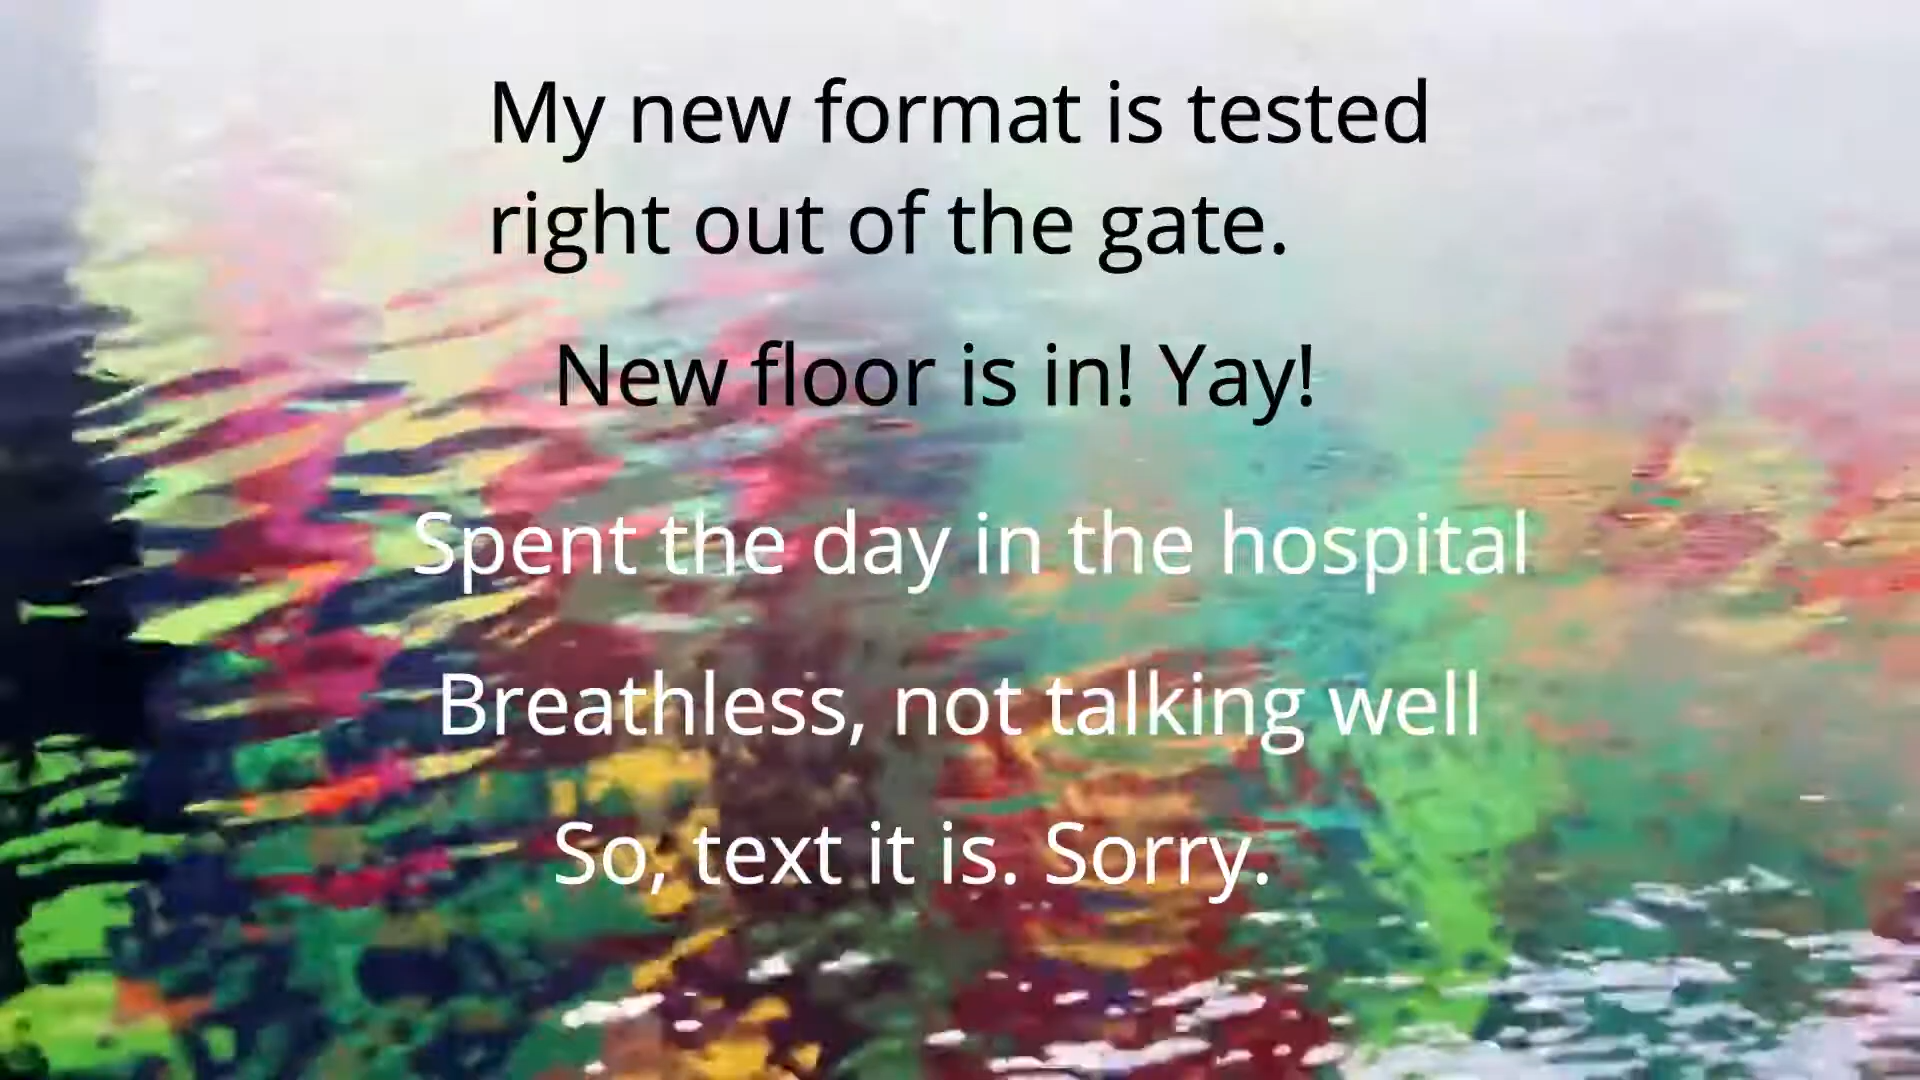 My new format is tested
right out of the gate.
New floor is in! Yay!
Spent the day in the hospital
Breathless, not talking well
So, text it is. Sorry.